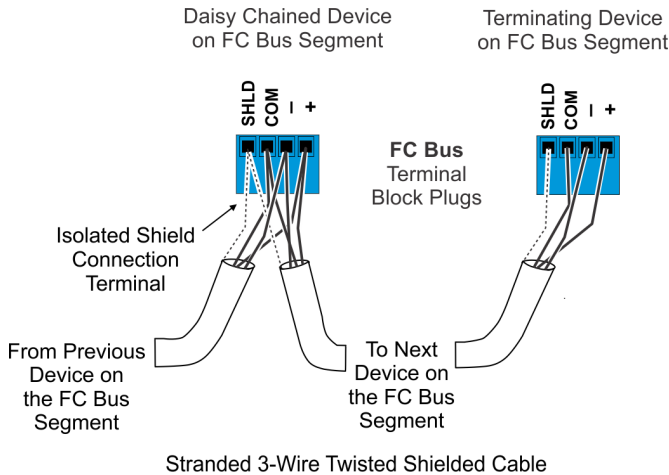 Daisy Chained Device
on FC Bus Segment
Terminating Device
on FC Bus Segment
SHLD
COM
–
+
SHLD
COM
–
+
FC Bus
Terminal
Block Plugs
Isolated Shield
Connection
Terminal
From Previous
Device on
the FC Bus
Segment
To Next
Device on
the FC Bus
Segment
Stranded 3-Wire Twisted Shielded Cable